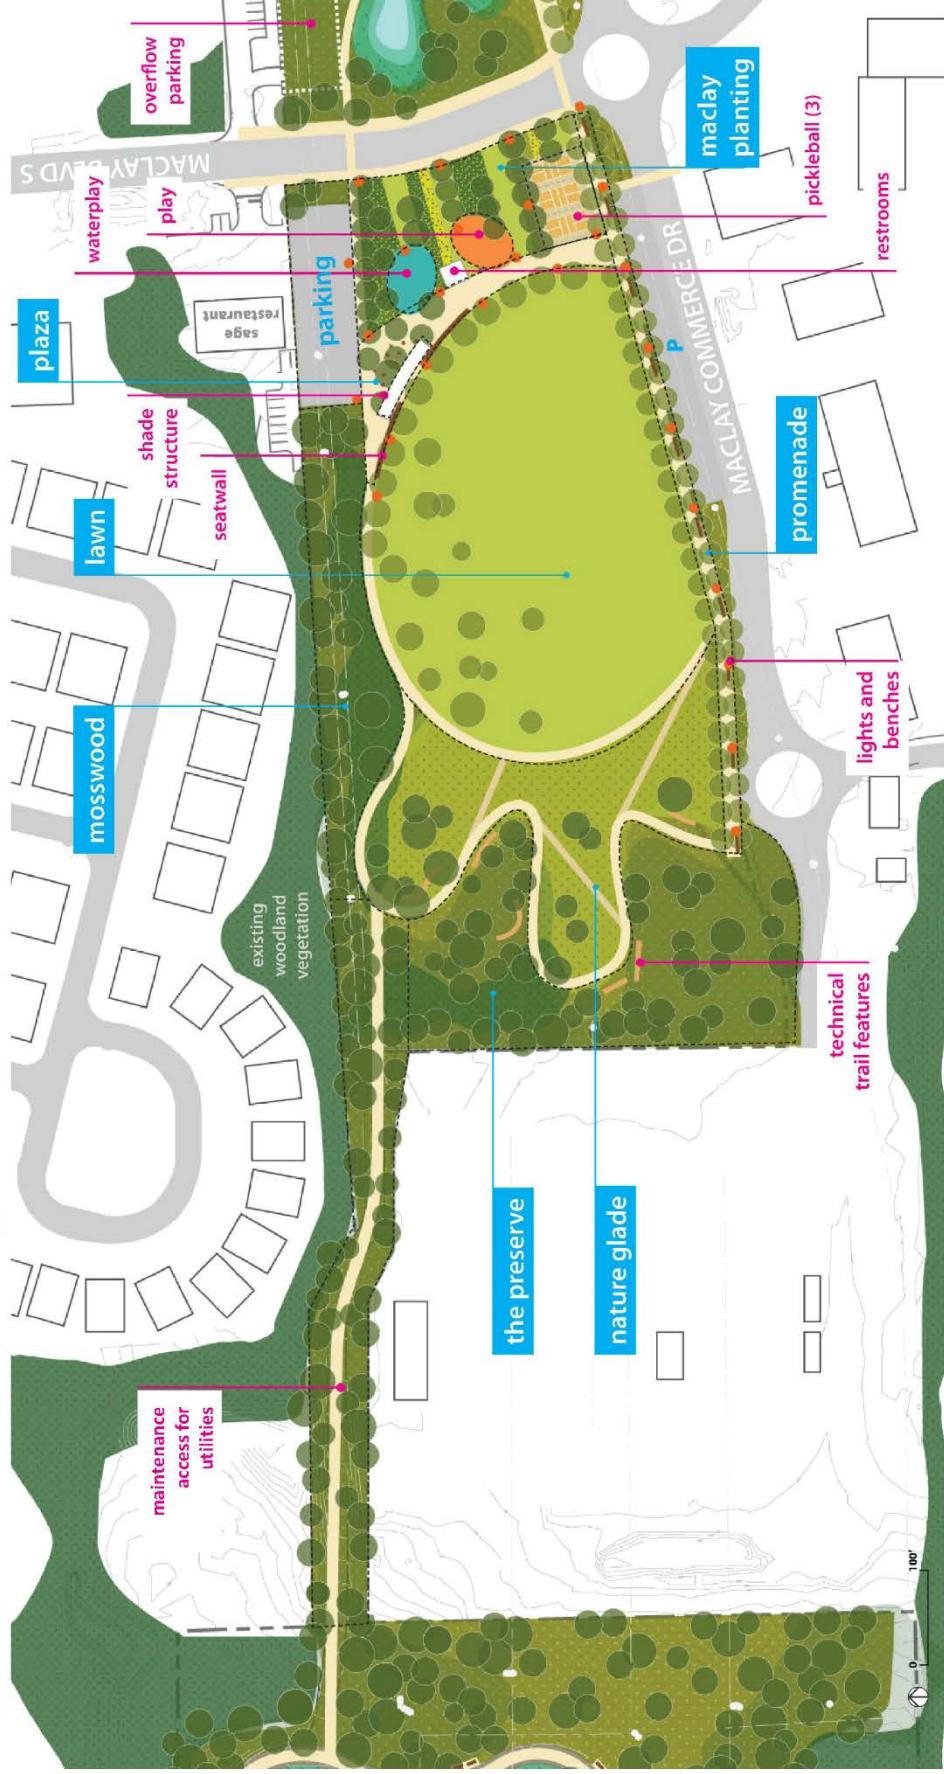 overflow
parking
MACLAY BLVD S
waterplay
play
maclay
planting
pickleball (3)
restrooms
plaza
sage
restaurant
parking
P
MACLAY COMMERCE DR
shade
structure
seatwall
lawn
promenade
mosswood
lights and
benches
existing
woodland
vegetation
technical
trail features
the preserve
nature glade
maintenance
access for
utilities
0
100'